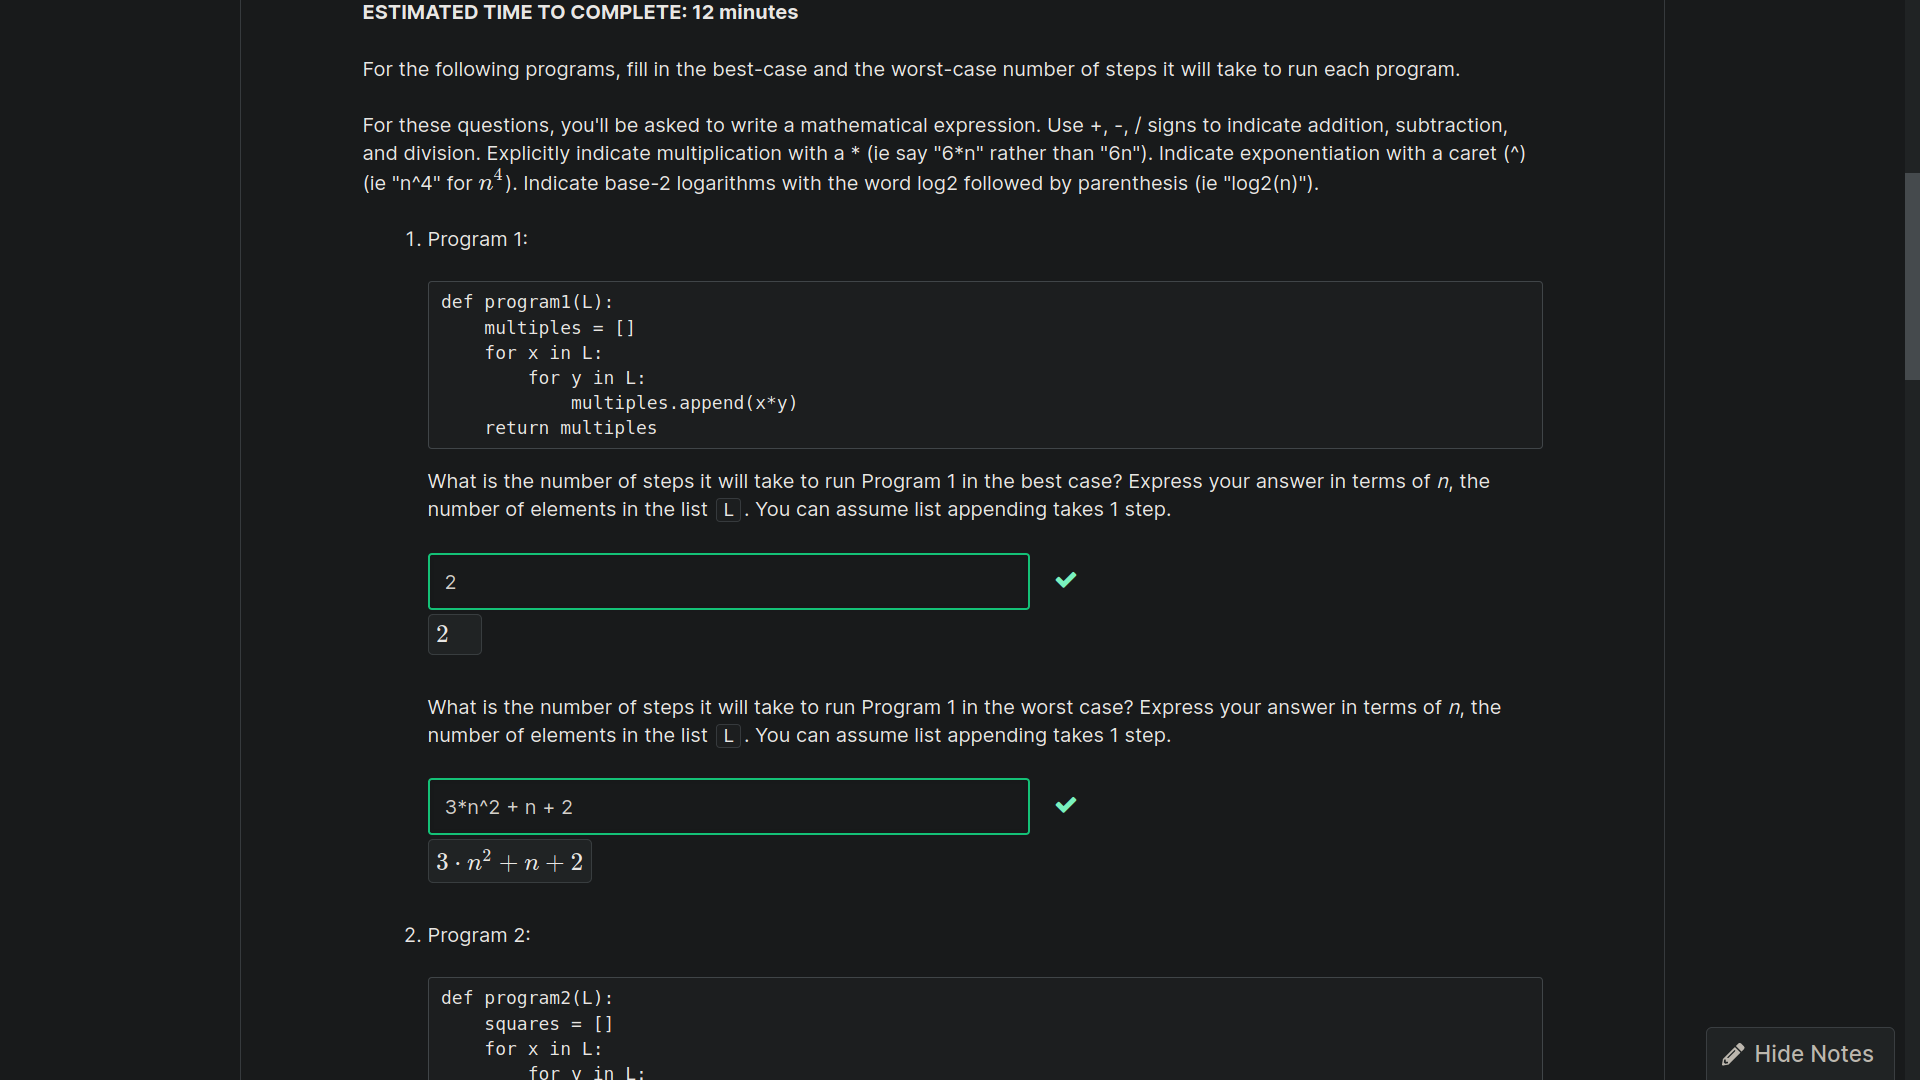 ESTIMATED TIME TO COMPLETE: 12 minutes
For the following programs, fill in the best-case and the worst-case number of steps it will take to run each program.
For these questions, you'll be asked to write a mathematical expression. Use +, -, / signs to indicate addition, subtraction,
and division. Explicitly indicate multiplication with a * (ie say "6*n" rather than "6n"). Indicate exponentiation with a caret (^)
(ie "n^4" for n⁴). Indicate base-2 logarithms with the word log2 followed by parenthesis (ie "log2(n)").
1. Program 1:
def program1(L):
    multiples = []
    for x in L:
        for y in L:
            multiples.append(x*y)
    return multiples
What is the number of steps it will take to run Program 1 in the best case? Express your answer in terms of n, the
number of elements in the list L. You can assume list appending takes 1 step.
2
2
What is the number of steps it will take to run Program 1 in the worst case? Express your answer in terms of n, the
number of elements in the list L. You can assume list appending takes 1 step.
3*n^2 + n + 2
3 · n² + n + 2
2. Program 2:
def program2(L):
    squares = []
    for x in L:
        for y in L:
Hide Notes